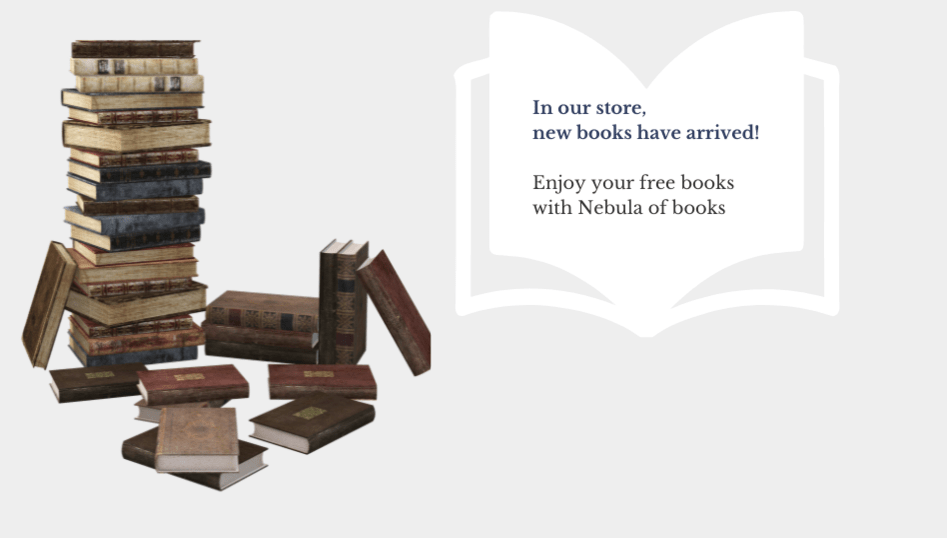 In our store,
new books have arrived!
Enjoy your free books
with Nebula of books